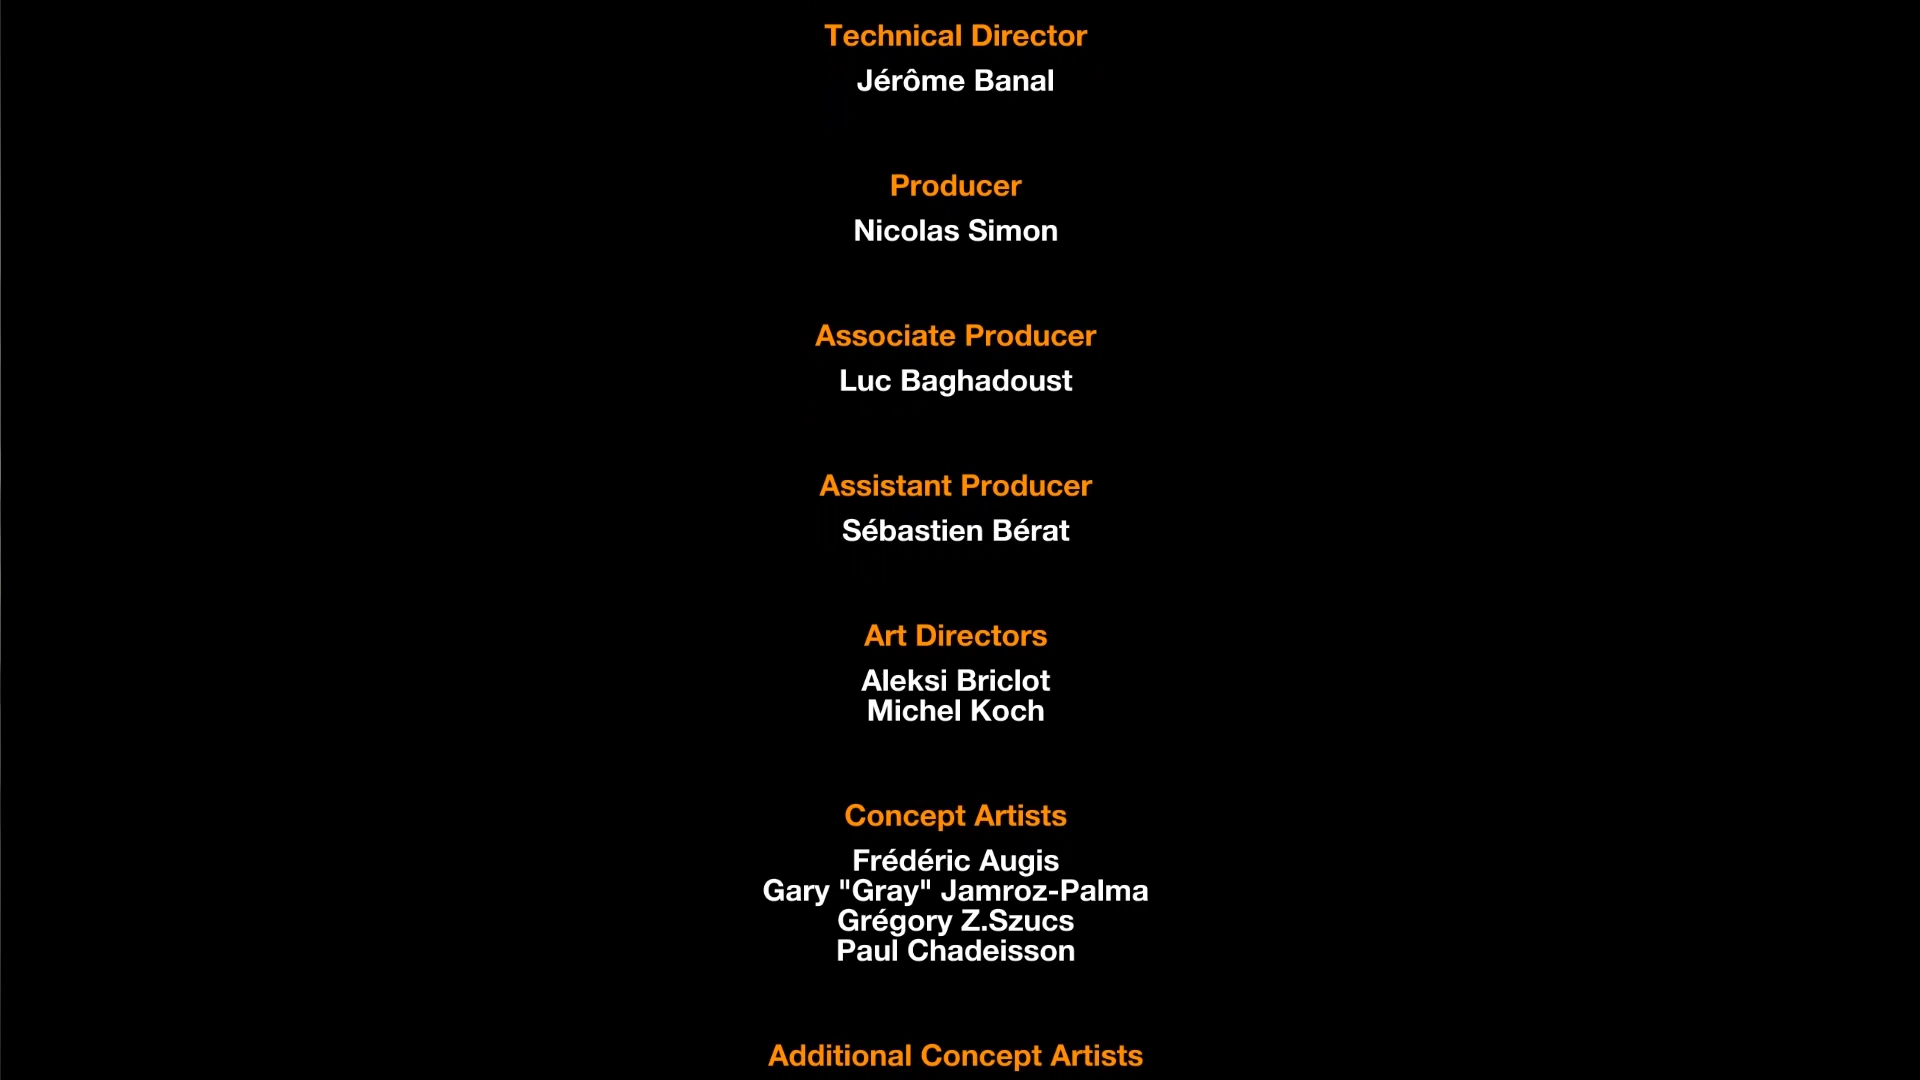 Technical Director
Jérôme Banal
Producer
Nicolas Simon
Associate Producer
Luc Baghadoust
Assistant Producer
Sébastien Bérat
Art Directors
Aleksi Briclot
Michel Koch
Concept Artists
Frédéric Augis
Gary "Gray" Jamroz-Palma
Grégory Z.Szucs
Paul Chadeisson
Additional Concept Artists